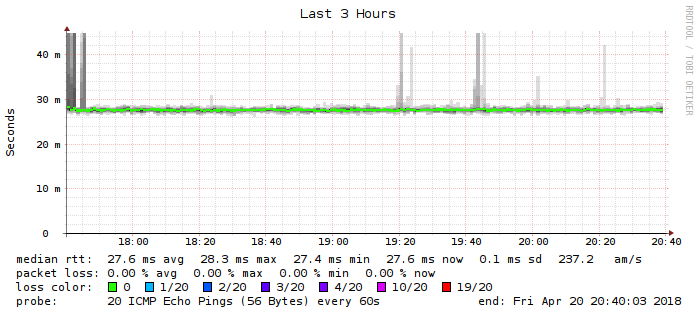 Last 3 Hours
RRDTOOL / TOBI OETIKER
Seconds
40 m
30 m
20 m
10 m
0
18:00 18:20 18:40 19:00 19:20 19:40 20:00 20:20 20:40
median rtt: 27.6 ms avg 28.3 ms max 27.4 ms min 27.6 ms now 0.1 ms sd 237.2 am/s
packet loss: 0.00 % avg 0.00 % max 0.00 % min 0.00 % now
loss color: 0 1/20 2/20 3/20 4/20 10/20 19/20
probe: 20 ICMP Echo Pings (56 Bytes) every 60s end: Fri Apr 20 20:40:03 2018